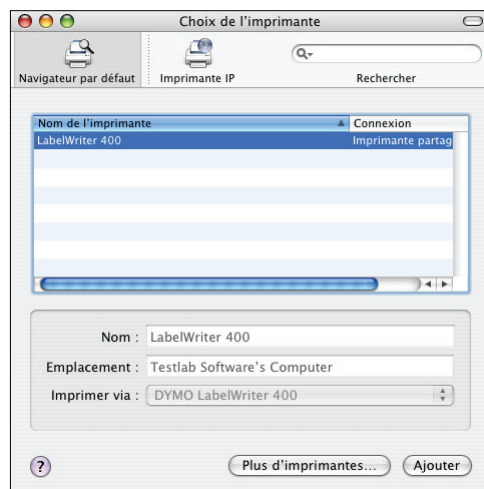 Choix de l'imprimante
Navigateur par défaut
Imprimante IP
Rechercher
Nom de l'imprimante Connexion
LabelWriter 400 Imprimante partag
Nom : LabelWriter 400
Emplacement : Testlab Software's Computer
Imprimer via : DYMO LabelWriter 400
? Plus d'imprimantes... Ajouter